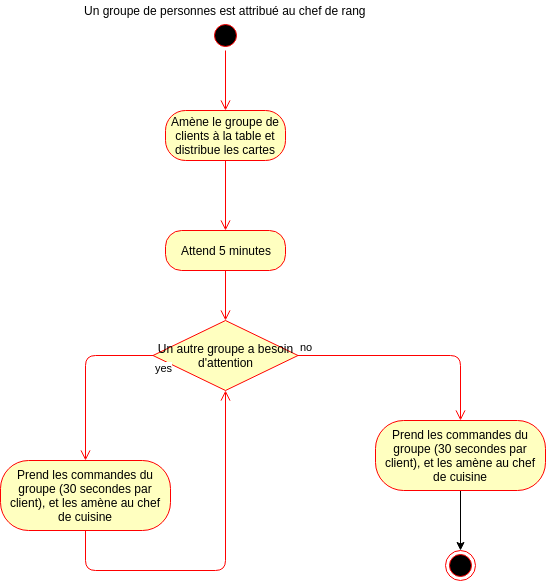 Un groupe de personnes est attribué au chef de rang
Amène le groupe de
clients à la table et
distribue les cartes
Attend 5 minutes
Un autre groupe a besoin
d'attention
yes
no
Prend les commandes du
groupe (30 secondes par
client), et les amène au chef
de cuisine
Prend les commandes du
groupe (30 secondes par
client), et les amène au chef
de cuisine